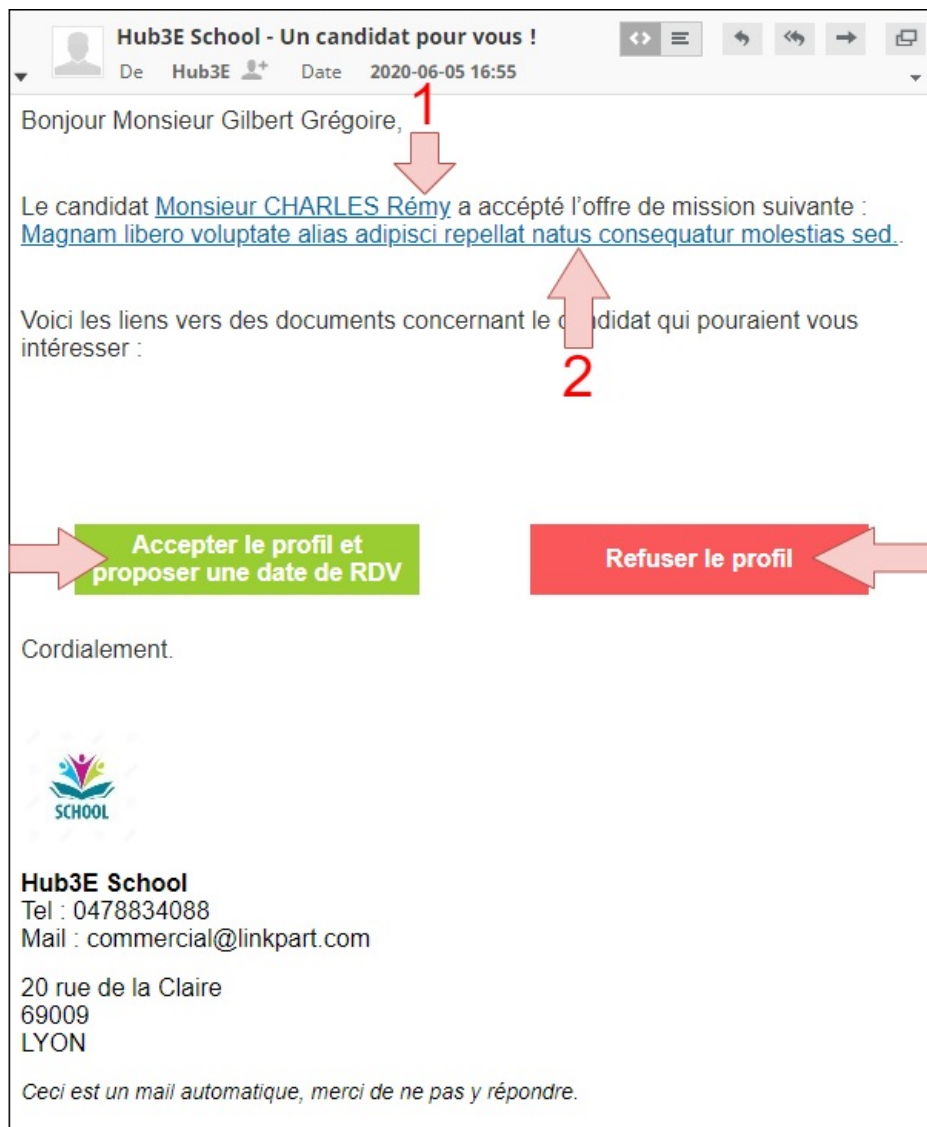 Hub3E School - Un candidat pour vous !
De Hub3E Date 2020-06-05 16:55
Bonjour Monsieur Gilbert Grégoire,
1
Le candidat Monsieur CHARLES Rémy a accépté l'offre de mission suivante :
Magnam libero voluptate alias adipisci repellat natus consequatur molestias sed..
Voici les liens vers des documents concernant le c didat qui pouraient vous
intéresser :
2
Accepter le profil et
proposer une date de RDV
Refuser le profil
Cordialement.
SCHOOL
Hub3E School
Tel : 0478834088
Mail : commercial@linkpart.com
20 rue de la Claire
69009
LYON
Ceci est un mail automatique, merci de ne pas y répondre.